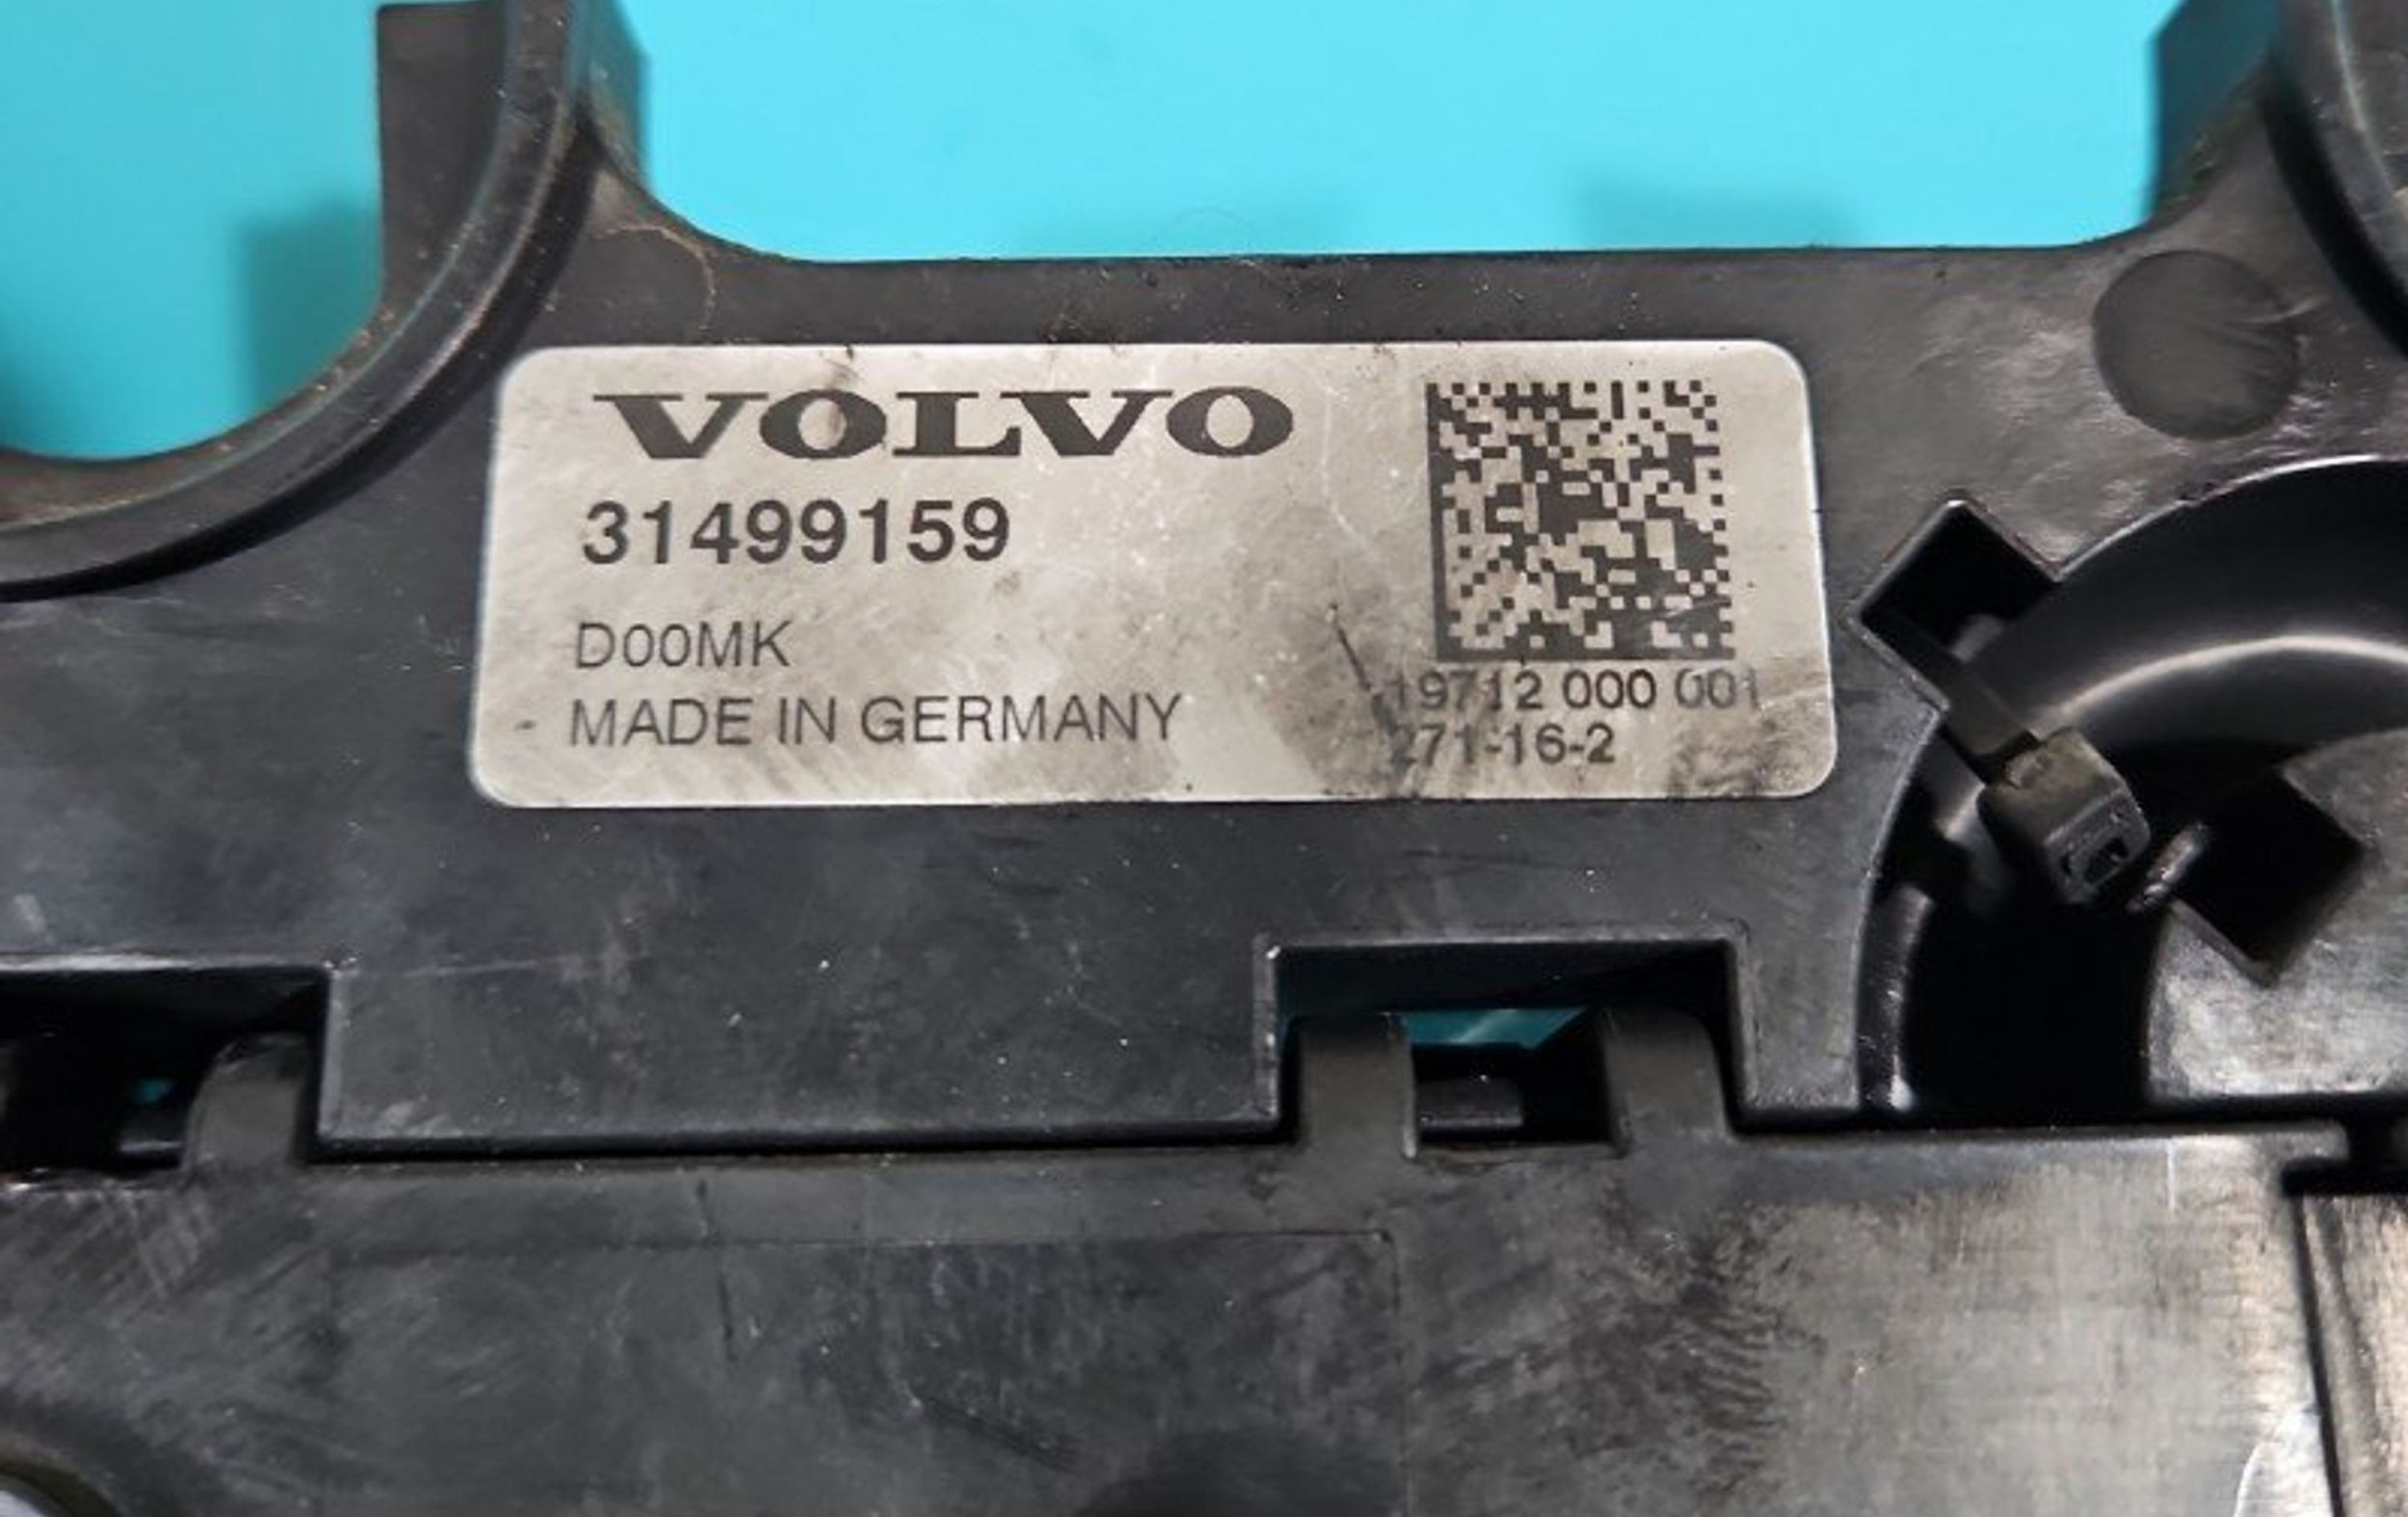 VOLVO
31499159
D00MK
MADE IN GERMANY
19712 000 001
271-16-2